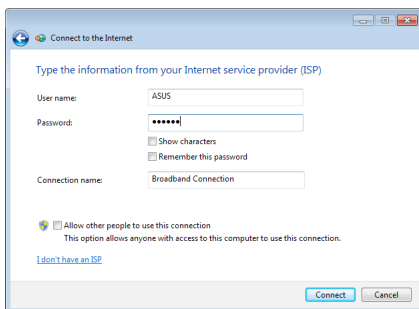 Connect to the Internet
Type the information from your Internet service provider (ISP)
User name: ASUS
Password: ••••••
Show characters
Remember this password
Connection name: Broadband Connection
Allow other people to use this connection
This option allows anyone with access to this computer to use this connection.
I don't have an ISP
Connect Cancel